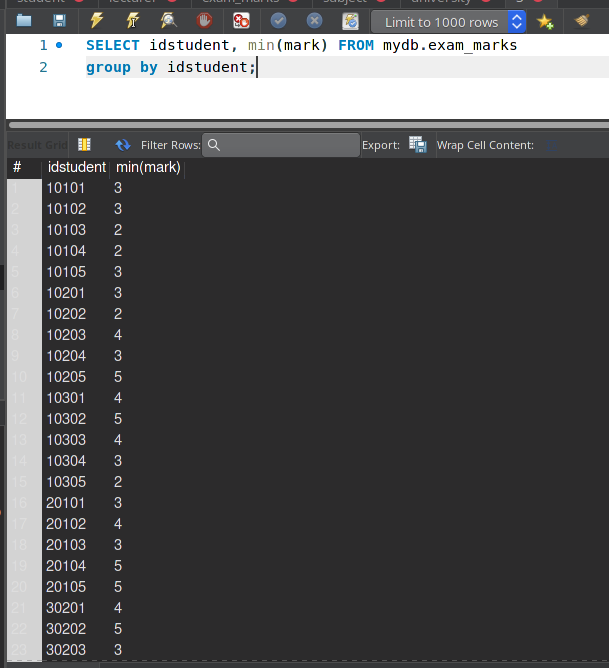 student lecturer exam_marks subject university
Limit to 1000 rows
1 SELECT idstudent, min(mark) FROM mydb.exam_marks
2 group by idstudent;
Result Grid Filter Rows: Export: Wrap Cell Content:
# idstudent min(mark)
1 10101 3
2 10102 3
3 10103 2
4 10104 2
5 10105 3
6 10201 3
7 10202 2
8 10203 4
9 10204 3
10 10205 5
11 10301 4
12 10302 5
13 10303 4
14 10304 3
15 10305 2
16 20101 3
17 20102 4
18 20103 3
19 20104 5
20 20105 5
21 30201 4
22 30202 5
23 30203 3